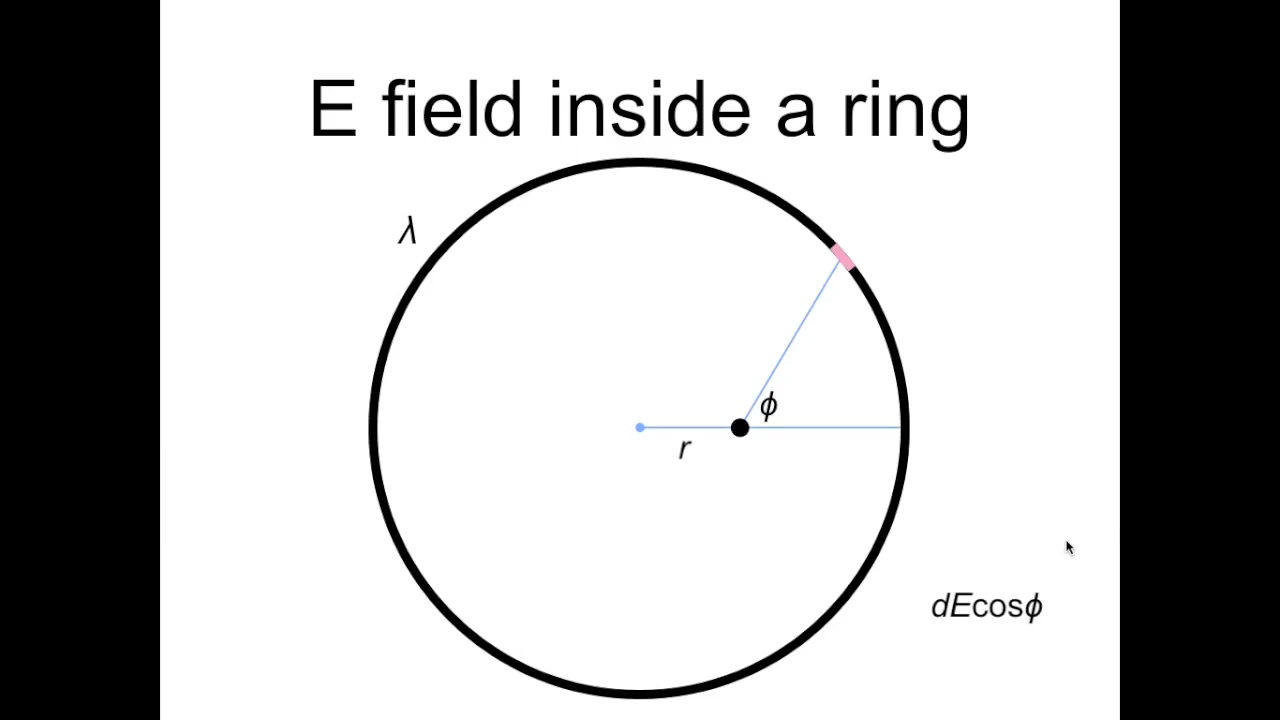 E field inside a ring
λ
ϕ
r
dEcosϕ